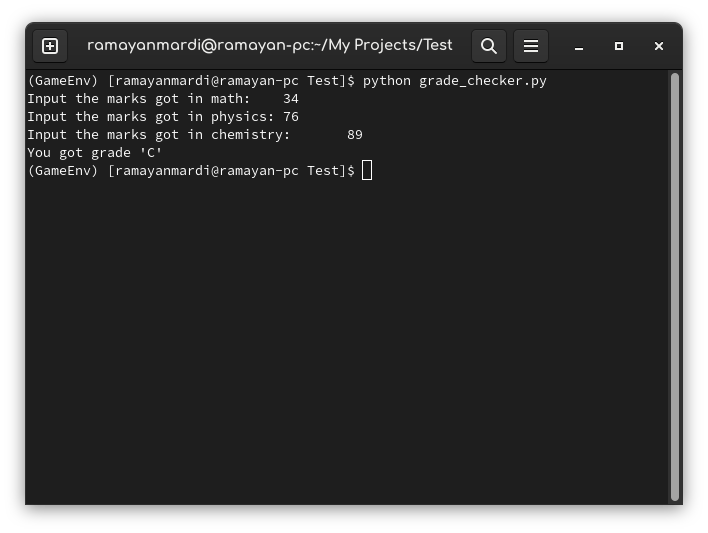 ramayanmardi@ramayan-pc:~/My Projects/Test
(GameEnv) [ramayanmardi@ramayan-pc Test]$ python grade_checker.py
Input the marks got in math:    34
Input the marks got in physics: 76
Input the marks got in chemistry:       89
You got grade 'C'
(GameEnv) [ramayanmardi@ramayan-pc Test]$